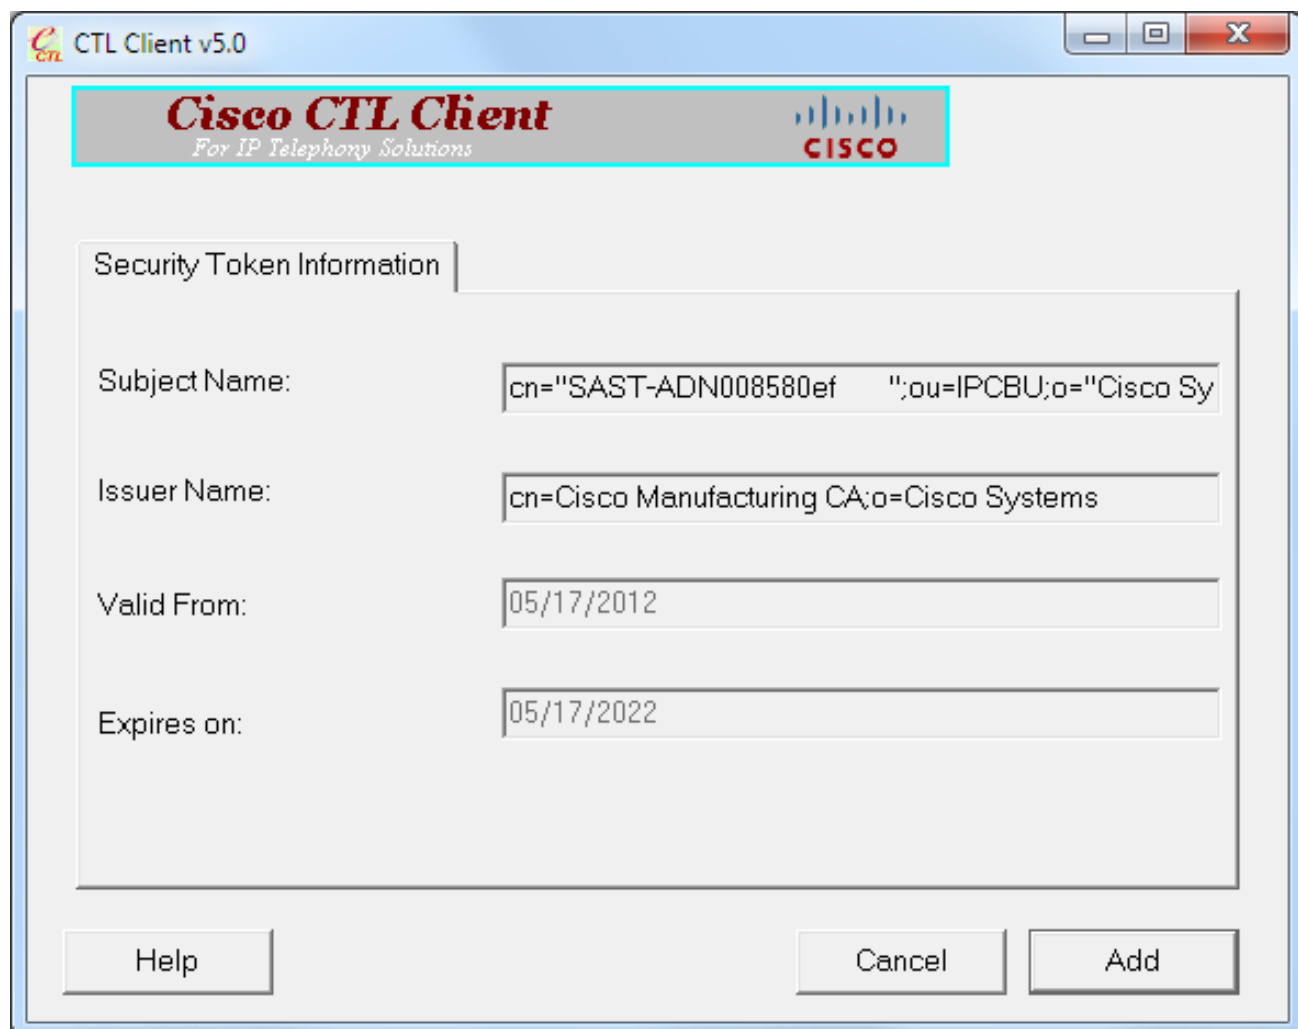 CTL Client v5.0
Cisco CTL Client
For IP Telephony Solutions
CISCO
Security Token Information
Subject Name:
cn="SAST-ADN008580ef      ";ou=IPCBU;o="Cisco Sy
Issuer Name:
cn=Cisco Manufacturing CA;o=Cisco Systems
Valid From:
05/17/2012
Expires on:
05/17/2022
Help
Cancel
Add